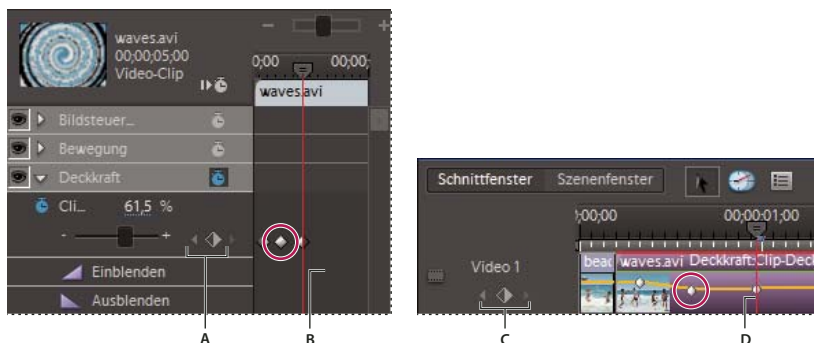 waves.avi
00;00;05;00
Video-Clip
0;00 00;00;
waves.avi
Bildsteuer...
Bewegung
Deckkraft
Cli... 61,5 %
- +
Einblenden
Ausblenden
A B
Schnittfenster Szenenfenster
;00;00 00;00;01;00
Video 1
beac waves.avi Deckkraft:Clip-Deck
C D